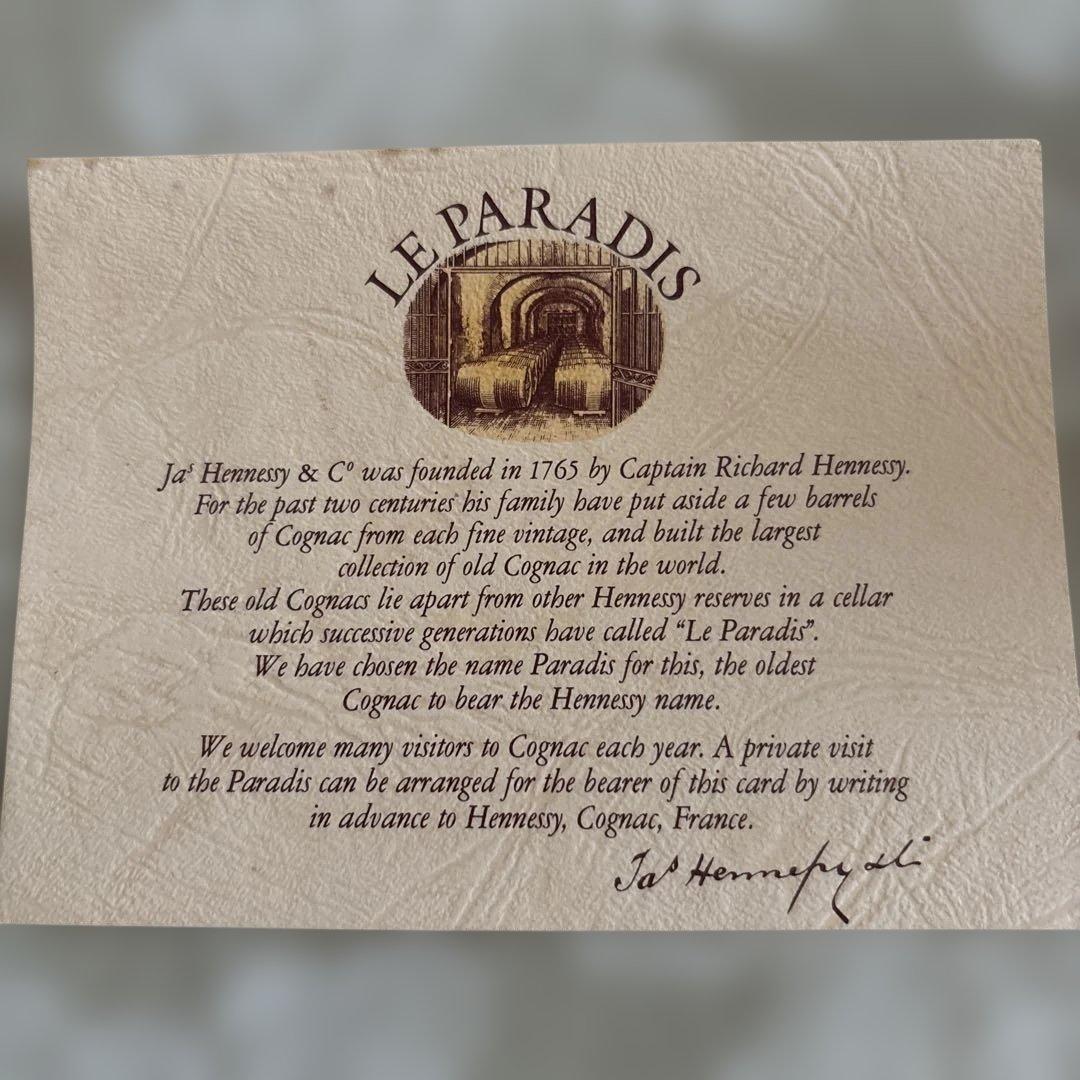 LE PARADIS
Jaˢ Hennessy & Cº was founded in 1765 by Captain Richard Hennessy.
For the past two centuries his family have put aside a few barrels
of Cognac from each fine vintage, and built the largest
collection of old Cognac in the world.
These old Cognacs lie apart from other Hennessy reserves in a cellar
which successive generations have called “Le Paradis”.
We have chosen the name Paradis for this, the oldest
Cognac to bear the Hennessy name.
We welcome many visitors to Cognac each year. A private visit
to the Paradis can be arranged for the bearer of this card by writing
in advance to Hennessy, Cognac, France.
Jaˢ Hennessy